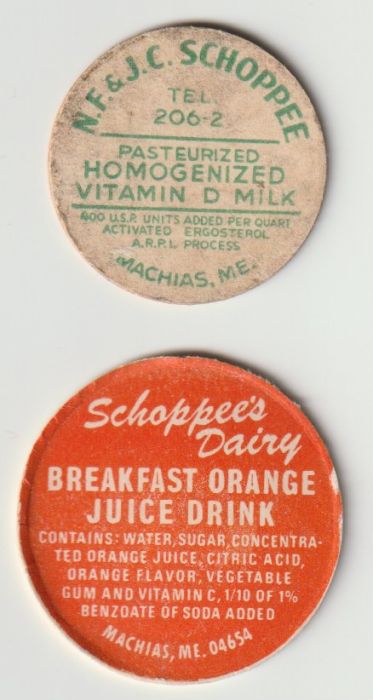 N.F. & J.C. SCHOPPEE
TEL.
206-2
PASTEURIZED
HOMOGENIZED
VITAMIN D MILK
400 U.S.P. UNITS ADDED PER QUART
ACTIVATED ERGOSTEROL
A.R.P.I. PROCESS
MACHIAS, ME.
Schoppee's
Dairy
BREAKFAST ORANGE
JUICE DRINK
CONTAINS: WATER, SUGAR, CONCENTRA-
TED ORANGE JUICE, CITRIC ACID,
ORANGE FLAVOR, VEGETABLE
GUM AND VITAMIN C, 1/10 OF 1%
BENZOATE OF SODA ADDED
MACHIAS, ME. 04654